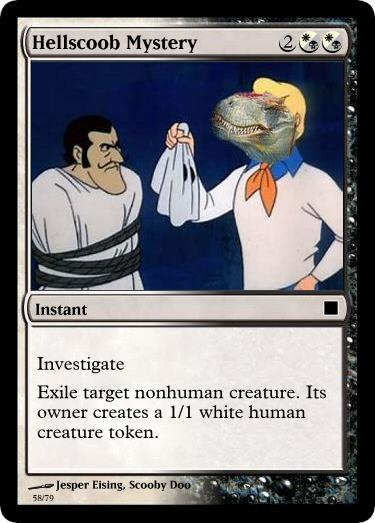 Hellscoob Mystery 2
Instant
Investigate
Exile target nonhuman creature. Its
owner creates a 1/1 white human
creature token.
Jesper Eising, Scooby Doo
58/79